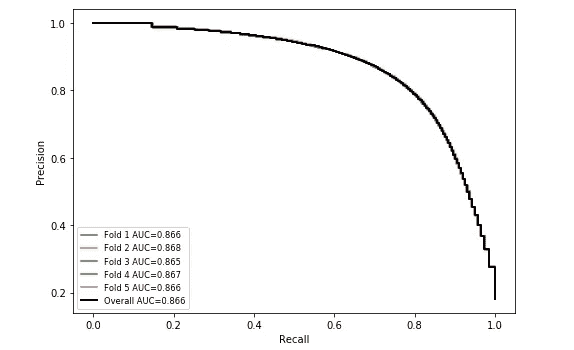 1.0
0.8
0.6
0.4
0.2
Precision
Fold 1 AUC=0.866
Fold 2 AUC=0.868
Fold 3 AUC=0.865
Fold 4 AUC=0.867
Fold 5 AUC=0.866
Overall AUC=0.866
0.0 0.2 0.4 0.6 0.8 1.0
Recall